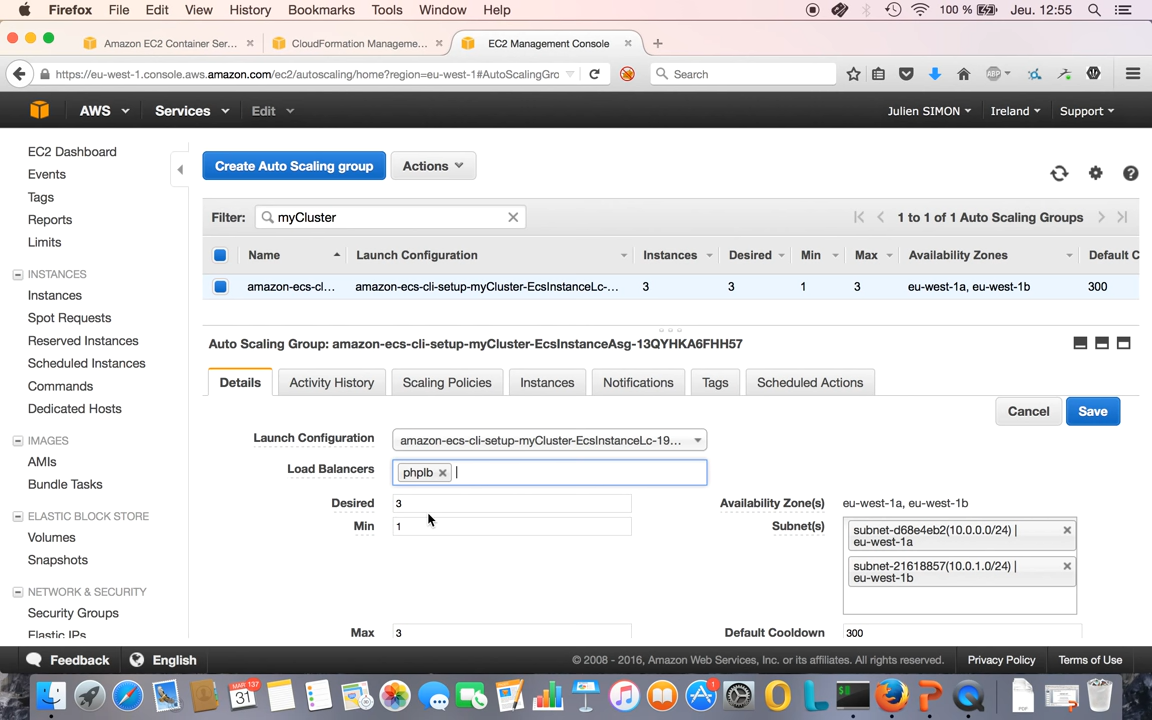 Firefox File Edit View History Bookmarks Tools Window Help 100 % Jeu. 12:55
Amazon EC2 Container Ser... × CloudFormation Manageme... × EC2 Management Console × +
https://eu-west-1.console.aws.amazon.com/ec2/autoscaling/home?region=eu-west-1#AutoScalingGrc Search ABP
AWS Services Edit Julien SIMON Ireland Support
EC2 Dashboard
Events
Tags
Reports
Limits
INSTANCES
Instances
Spot Requests
Reserved Instances
Scheduled Instances
Commands
Dedicated Hosts
IMAGES
AMIs
Bundle Tasks
ELASTIC BLOCK STORE
Volumes
Snapshots
NETWORK & SECURITY
Security Groups
Elastic IPs
Create Auto Scaling group Actions
Filter: myCluster 1 to 1 of 1 Auto Scaling Groups
Name Launch Configuration Instances Desired Min Max Availability Zones Default C
amazon-ecs-cl... amazon-ecs-cli-setup-myCluster-EcsInstanceLc-... 3 3 1 3 eu-west-1a, eu-west-1b 300
Auto Scaling Group: amazon-ecs-cli-setup-myCluster-EcsInstanceAsg-13QYHKA6FHH57
Details Activity History Scaling Policies Instances Notifications Tags Scheduled Actions
Cancel Save
Launch Configuration amazon-ecs-cli-setup-myCluster-EcsInstanceLc-19...
Load Balancers phplb ×
Desired 3 Availability Zone(s) eu-west-1a, eu-west-1b
Min 1 Subnet(s) subnet-d68e4eb2(10.0.0.0/24) |
eu-west-1a
subnet-21618857(10.0.1.0/24) |
eu-west-1b
Max 3 Default Cooldown 300
Feedback English © 2008 - 2016, Amazon Web Services, Inc. or its affiliates. All rights reserved. Privacy Policy Terms of Use